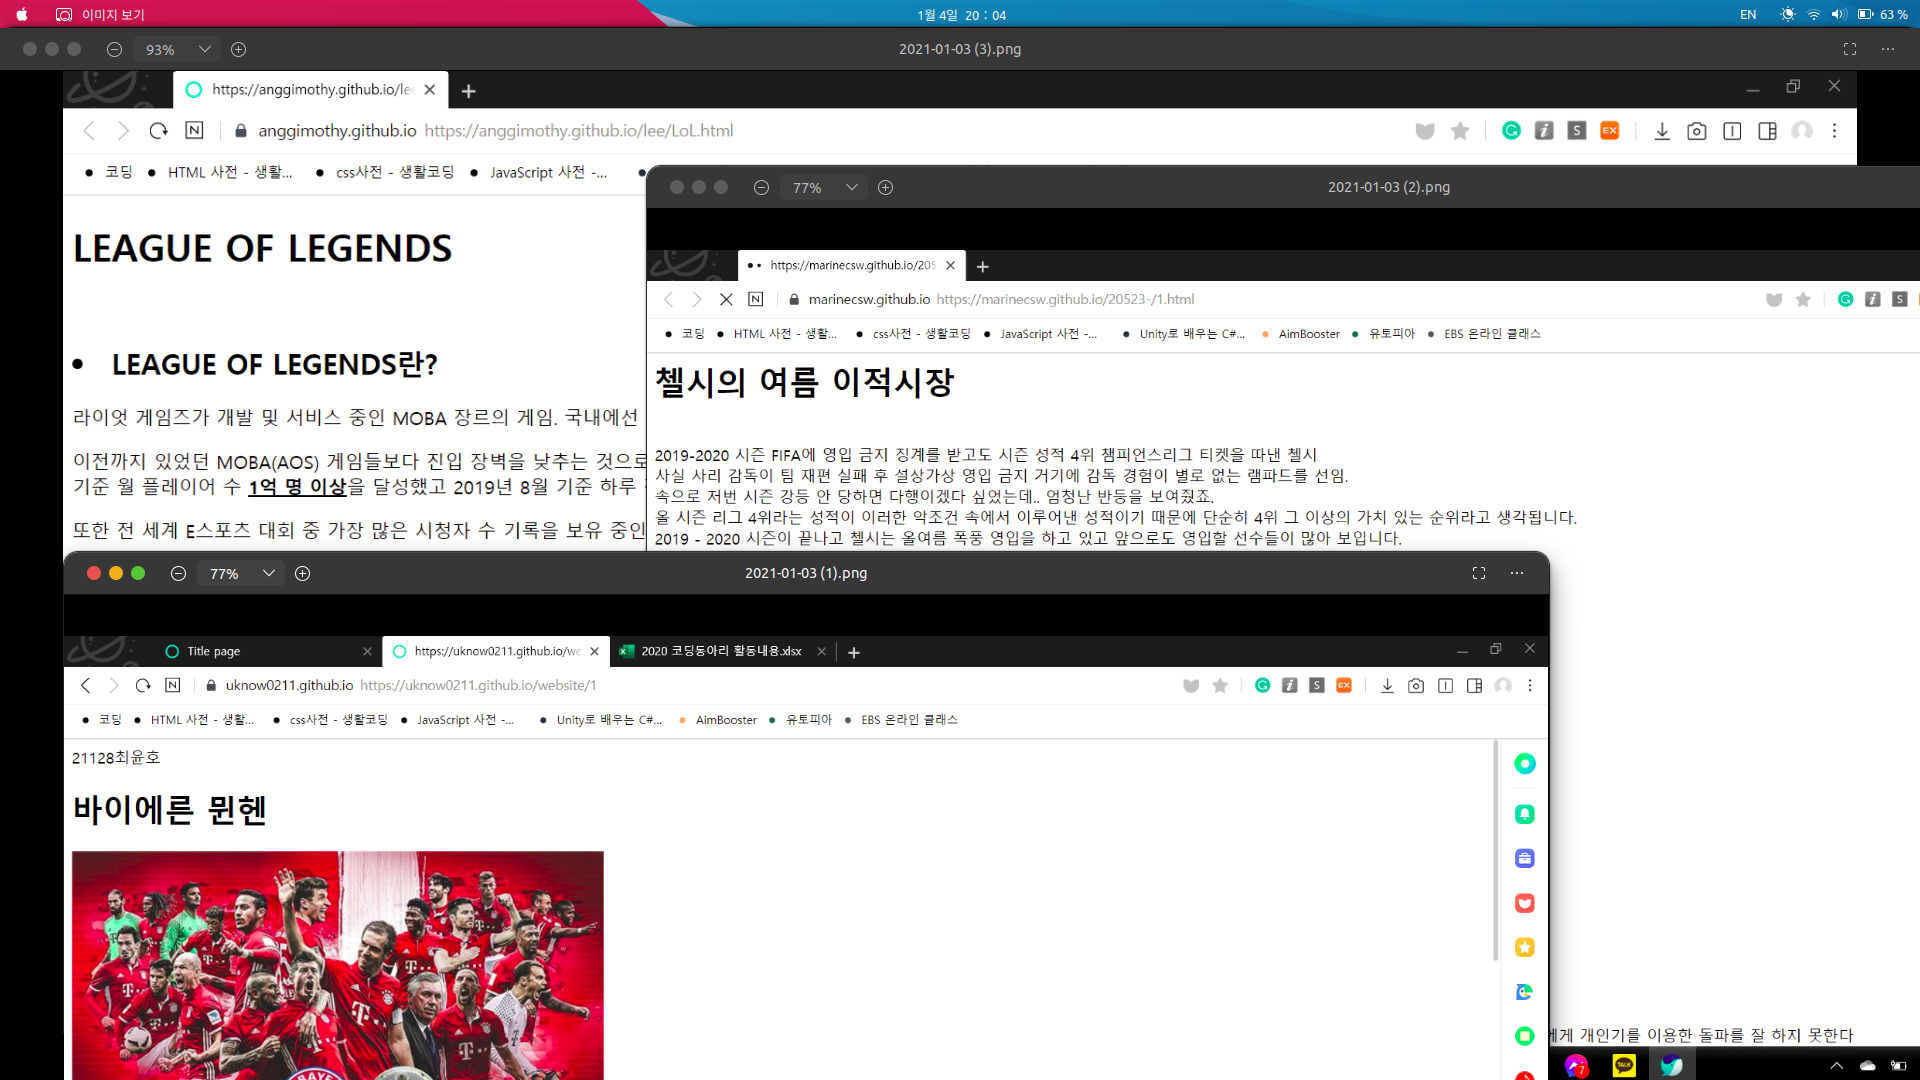 이미지 보기
1월 4일 20 : 04
EN
63 %
93%
2021-01-03 (3).png
https://anggimothy.github.io/lee
anggimothy.github.io https://anggimothy.github.io/lee/LoL.html
코딩
HTML 사전 - 생활...
css사전 - 생활코딩
JavaScript 사전 -...
LEAGUE OF LEGENDS
LEAGUE OF LEGENDS란?
라이엇 게임즈가 개발 및 서비스 중인 MOBA 장르의 게임. 국내에선
이전까지 있었던 MOBA(AOS) 게임들보다 진입 장벽을 낮추는 것으로
기준 월 플레이어 수 1억 명 이상을 달성했고 2019년 8월 기준 하루
또한 전 세계 E스포츠 대회 중 가장 많은 시청자 수 기록을 보유 중인
77%
2021-01-03 (2).png
https://marinecsw.github.io/205
marinecsw.github.io https://marinecsw.github.io/20523-/1.html
코딩
HTML 사전 - 생활...
css사전 - 생활코딩
JavaScript 사전 -...
Unity로 배우는 C#...
AimBooster
유토피아
EBS 온라인 클래스
첼시의 여름 이적시장
2019-2020 시즌 FIFA에 영입 금지 징계를 받고도 시즌 성적 4위 챔피언스리그 티켓을 따낸 첼시
사실 사리 감독이 팀 재편 실패 후 설상가상 영입 금지 거기에 감독 경험이 별로 없는 램파드를 선임.
속으로 저번 시즌 강등 안 당하면 다행이겠다 싶었는데.. 엄청난 반등을 보여줬죠.
올 시즌 리그 4위라는 성적이 이러한 악조건 속에서 이루어낸 성적이기 때문에 단순히 4위 그 이상의 가치 있는 순위라고 생각됩니다.
2019 - 2020 시즌이 끝나고 첼시는 올여름 폭풍 영입을 하고 있고 앞으로도 영입할 선수들이 많아 보입니다.
77%
2021-01-03 (1).png
Title page
https://uknow0211.github.io/we
2020 코딩동아리 활동내용.xlsx
uknow0211.github.io https://uknow0211.github.io/website/1
코딩
HTML 사전 - 생활...
css사전 - 생활코딩
JavaScript 사전 -...
Unity로 배우는 C#...
AimBooster
유토피아
EBS 온라인 클래스
21128최윤호
바이에른 뮌헨
에게 개인기를 이용한 돌파를 잘 하지 못한다